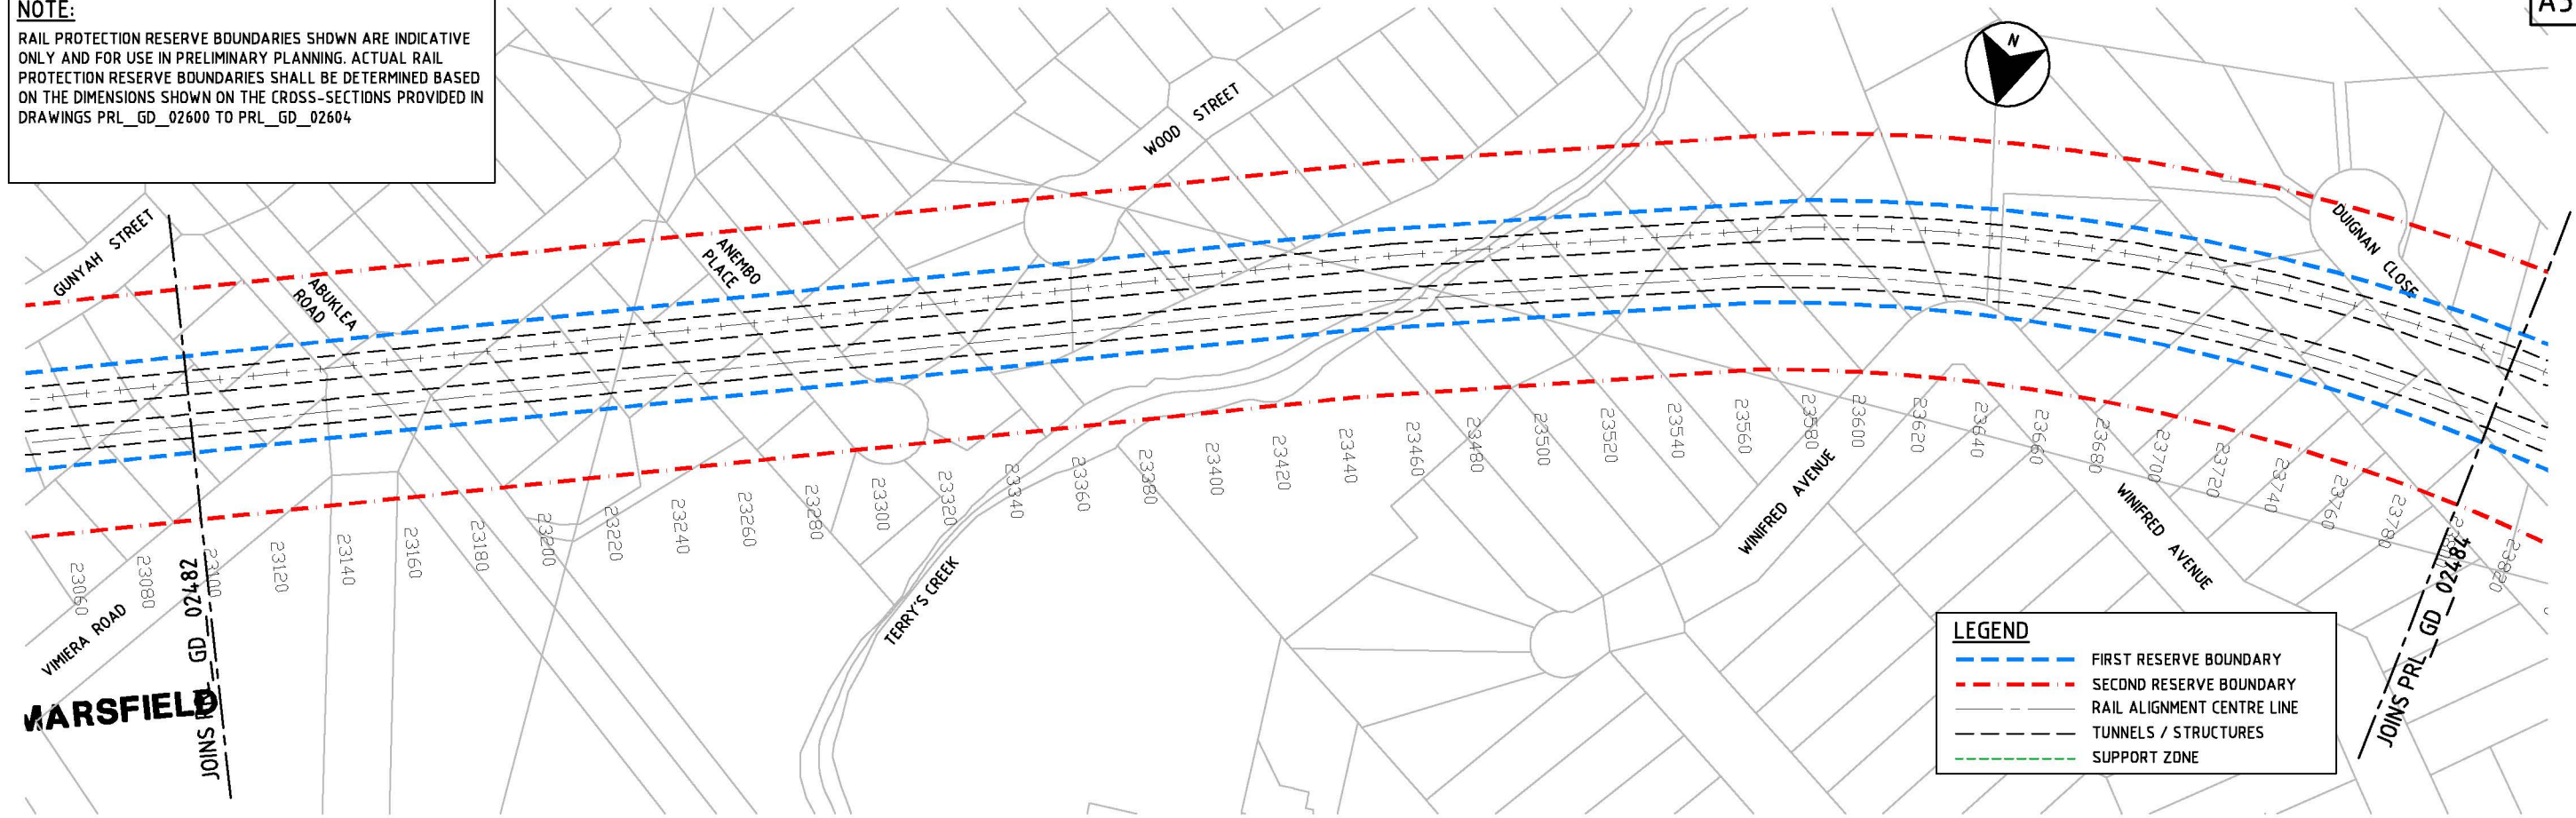 NOTE:
RAIL PROTECTION RESERVE BOUNDARIES SHOWN ARE INDICATIVE
ONLY AND FOR USE IN PRELIMINARY PLANNING. ACTUAL RAIL
PROTECTION RESERVE BOUNDARIES SHALL BE DETERMINED BASED
ON THE DIMENSIONS SHOWN ON THE CROSS-SECTIONS PROVIDED IN
DRAWINGS PRL_GD_02600 TO PRL_GD_02604
N
WOOD STREET
GUNYAH STREET
ABUKLEA
ROAD
ANEMBO
PLACE
DUIGNAN CLOSE
23060
23080
23100
23120
23140
23160
23180
23200
23220
23240
23260
23280
23300
23320
23340
23360
23380
23400
23420
23440
23460
23480
23500
23520
23540
23560
23580
23600
23620
23640
23660
23680
23700
23720
23740
23760
23780
23800
23820
VIMIERA ROAD
TERRY'S CREEK
WINIFRED AVENUE
WINIFRED AVENUE
MARSFIELD
JOINS PRL_GD_02482
JOINS PRL_GD_02484
LEGEND
FIRST RESERVE BOUNDARY
SECOND RESERVE BOUNDARY
RAIL ALIGNMENT CENTRE LINE
TUNNELS / STRUCTURES
SUPPORT ZONE